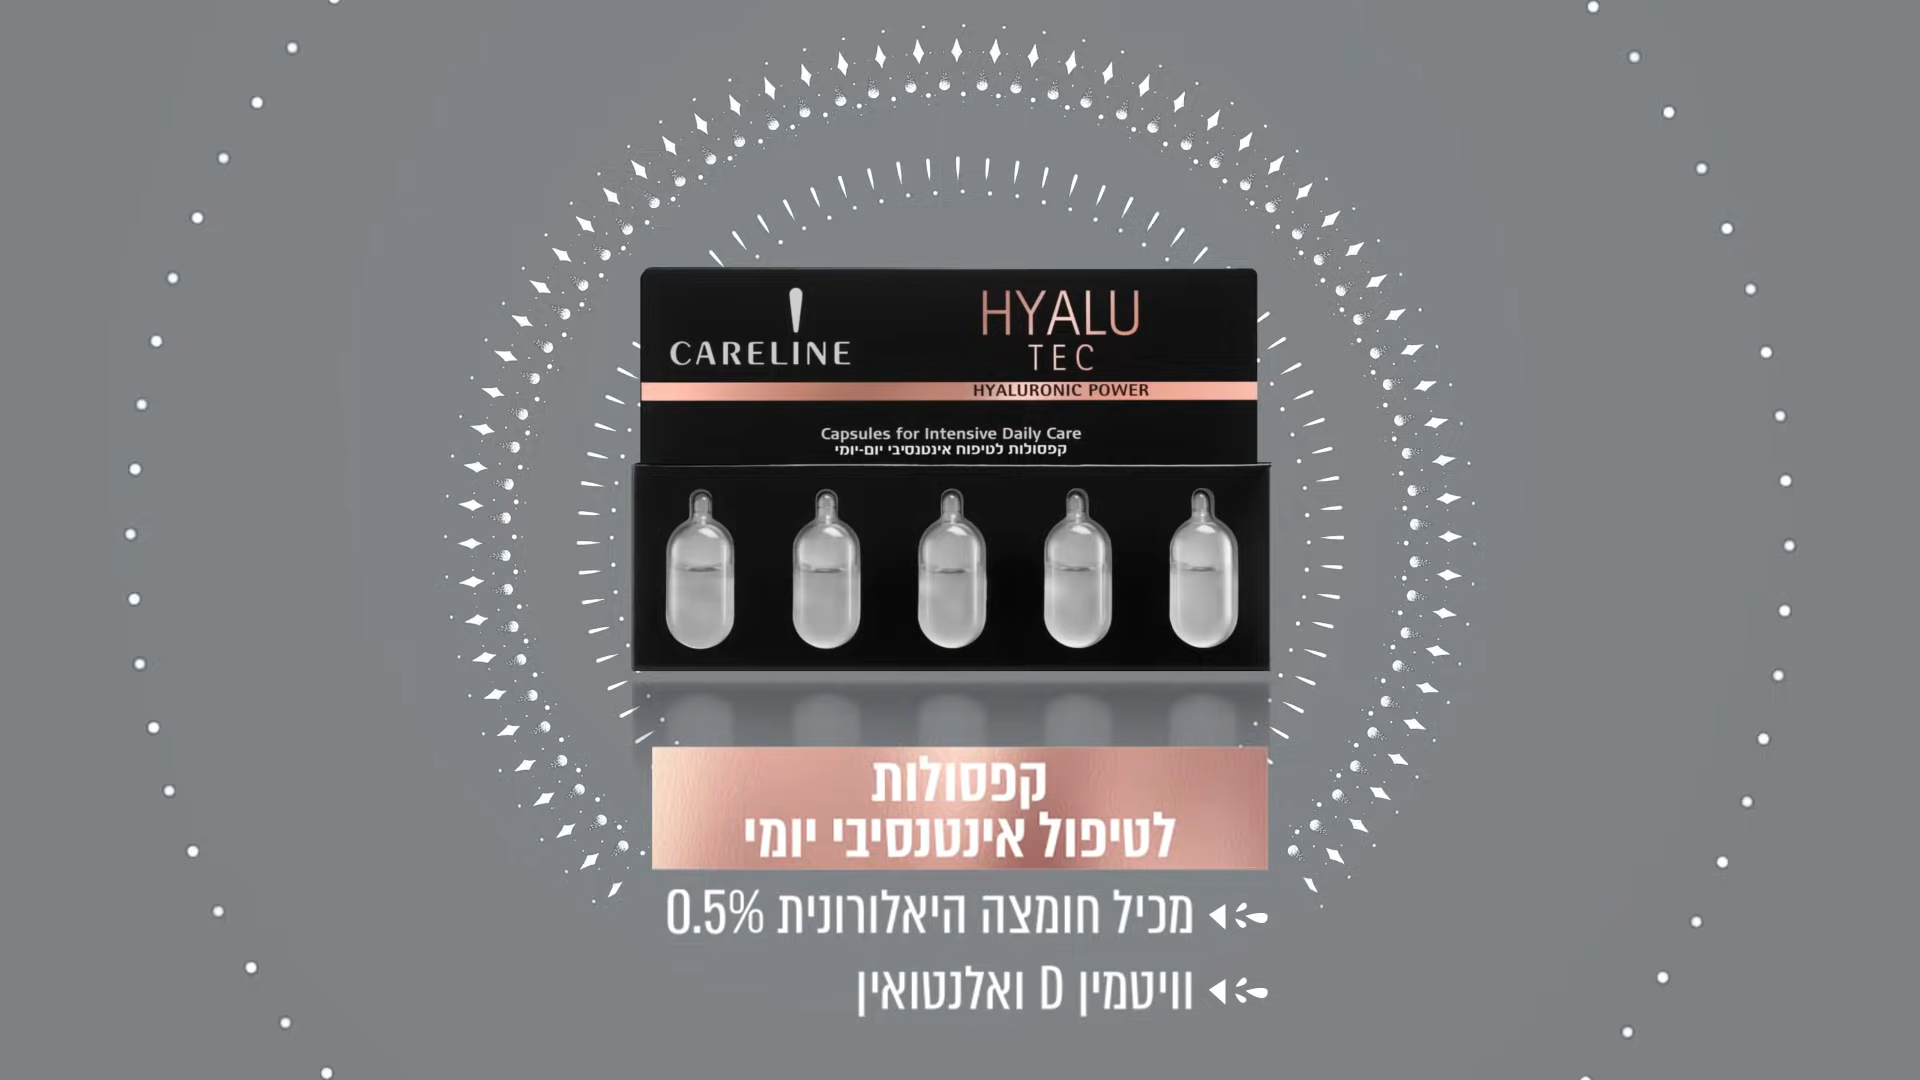 CARELINE
HYALU
TEC
HYALURONIC POWER
Capsules for Intensive Daily Care
קפסולות לטיפוח אינטנסיבי יום-יומי
קפסולות
לטיפול אינטנסיבי יומי
מכיל חומצה היאלורונית 0.5%
וויטמין D ואלנטואין